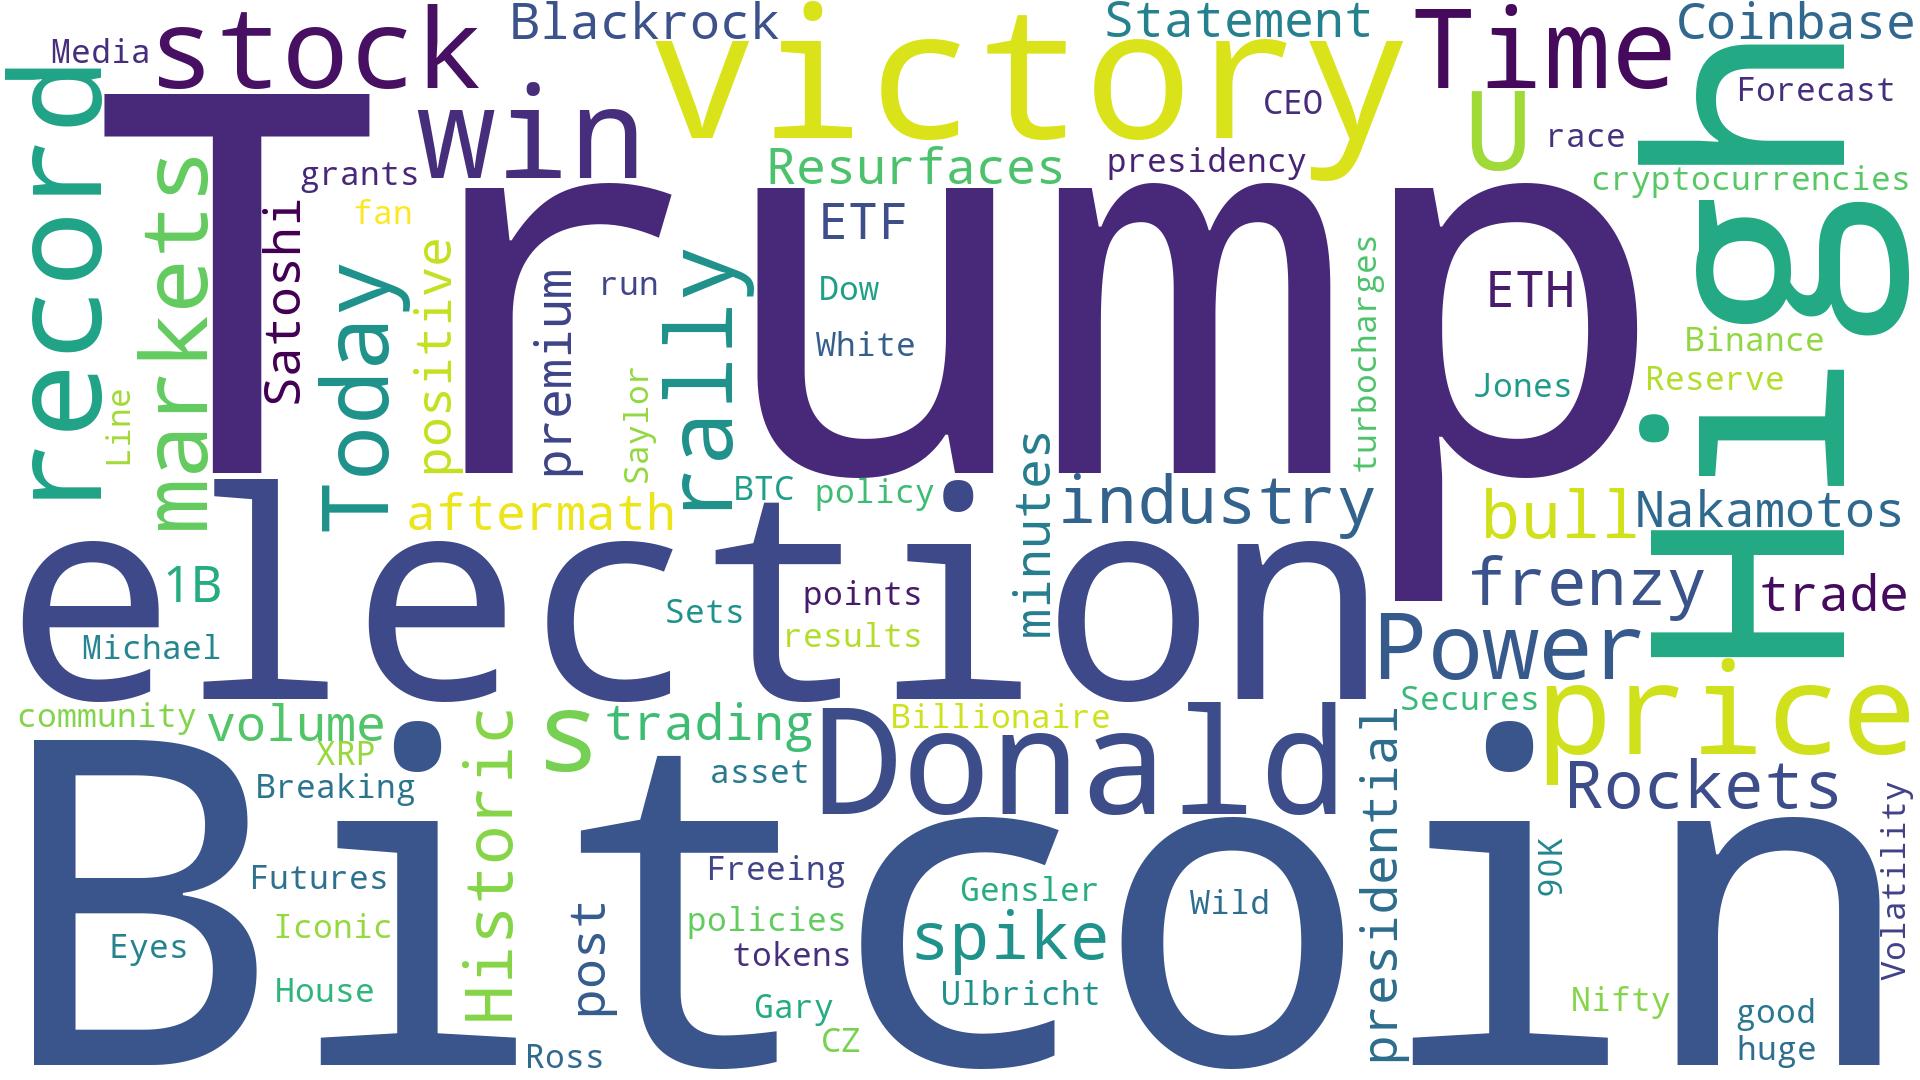 Media
stock
Blackrock
victory
Statement
Time
Coinbase
record
Trump
win
CEO
U
race
Forecast
High
markets
grants
fan
Resurfaces
presidency
cryptocurrencies
Satoshi
Today
positive
premium
run
rally
ETF
Dow
White
turbocharges
ETH
Jones
Binance
Reserve
Line
Saylor
BTC
policy
minutes
industry
bull
Nakamotos
aftermath
election
1B
Michael
Sets
points
results
frenzy
trade
Power
community
volume
XRP
Breaking
Historic
s
trading
asset
Billionaire
Donald
presidential
Secures
price
Rockets
Bitcoin
Futures
Iconic
Eyes
House
post
Ross
Freeing
policies
tokens
Gary
CZ
Gensler
spike
Ulbricht
Wild
90K
Volatility
Nifty
good
huge